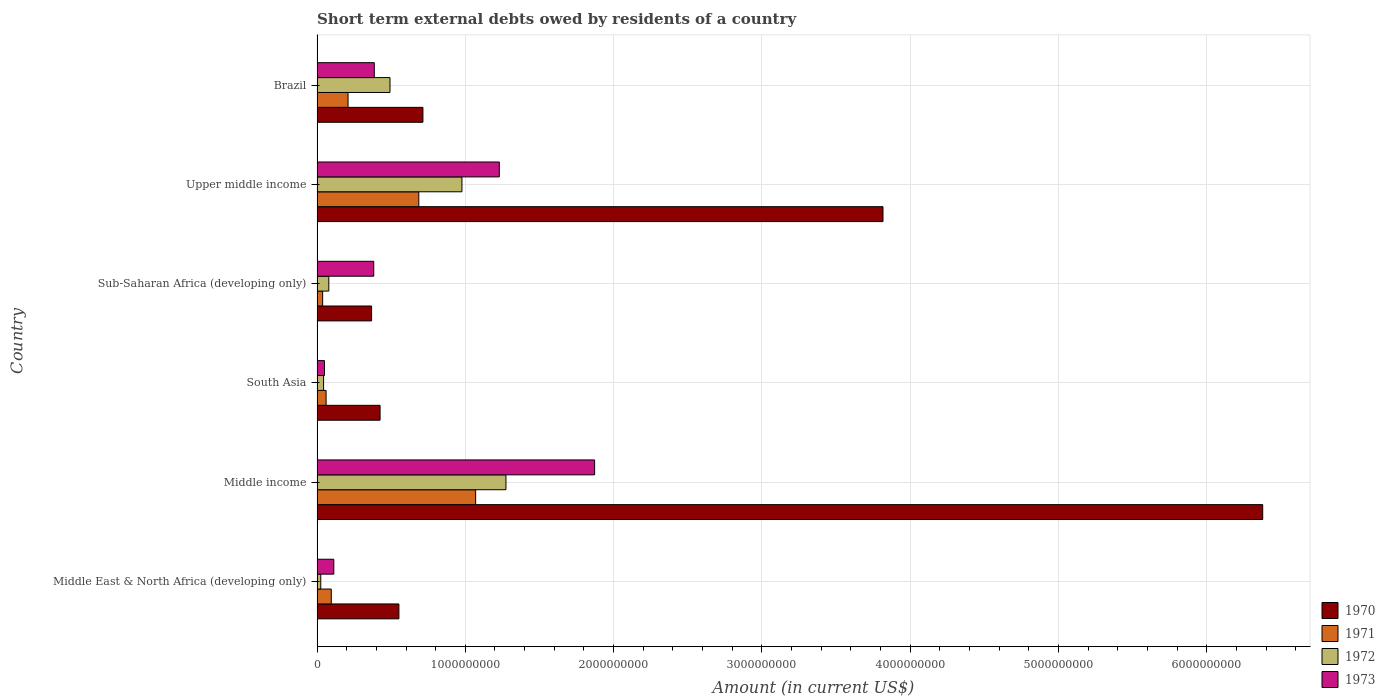 Short term external debts owed by residents of a country
Brazil
Upper middle income
Sub-Saharan Africa (developing only)
South Asia
Middle income
Middle East & North Africa (developing only)
Country
0
1000000000
2000000000
3000000000
4000000000
5000000000
6000000000
Amount (in current US$)
1970
1971
1972
1973